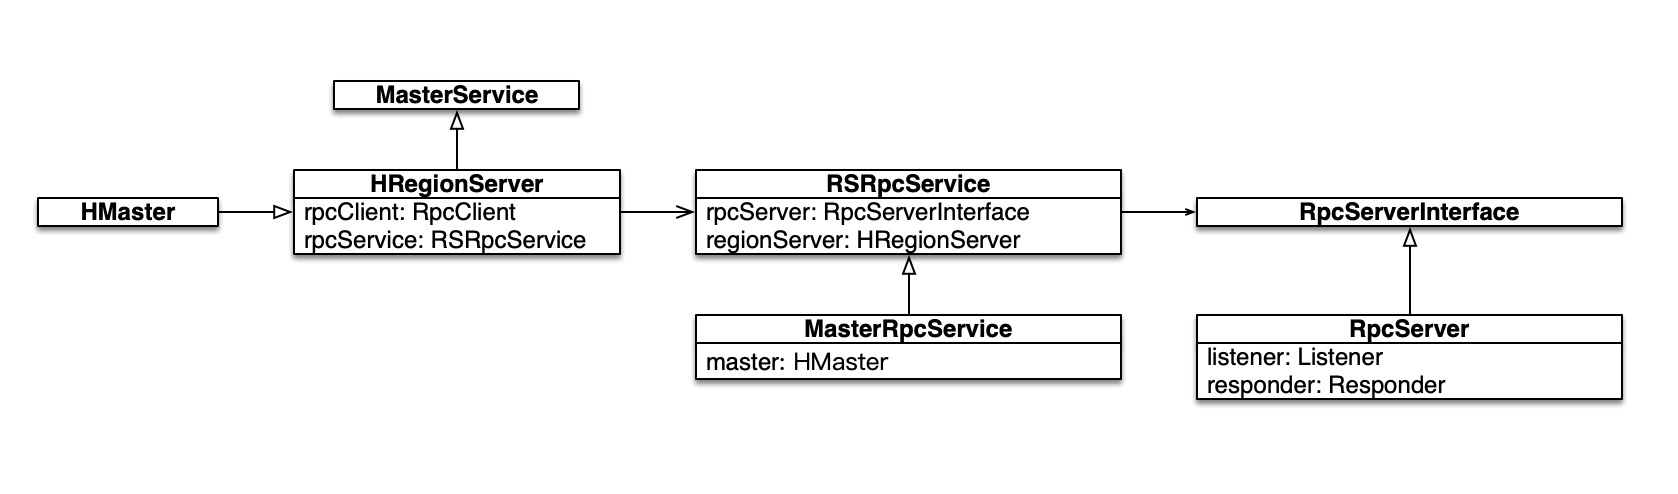 MasterService
HMaster
HRegionServer
rpcClient: RpcClient
rpcService: RSRpcService
RSRpcService
rpcServer: RpcServerInterface
regionServer: HRegionServer
RpcServerInterface
MasterRpcService
master: HMaster
RpcServer
listener: Listener
responder: Responder